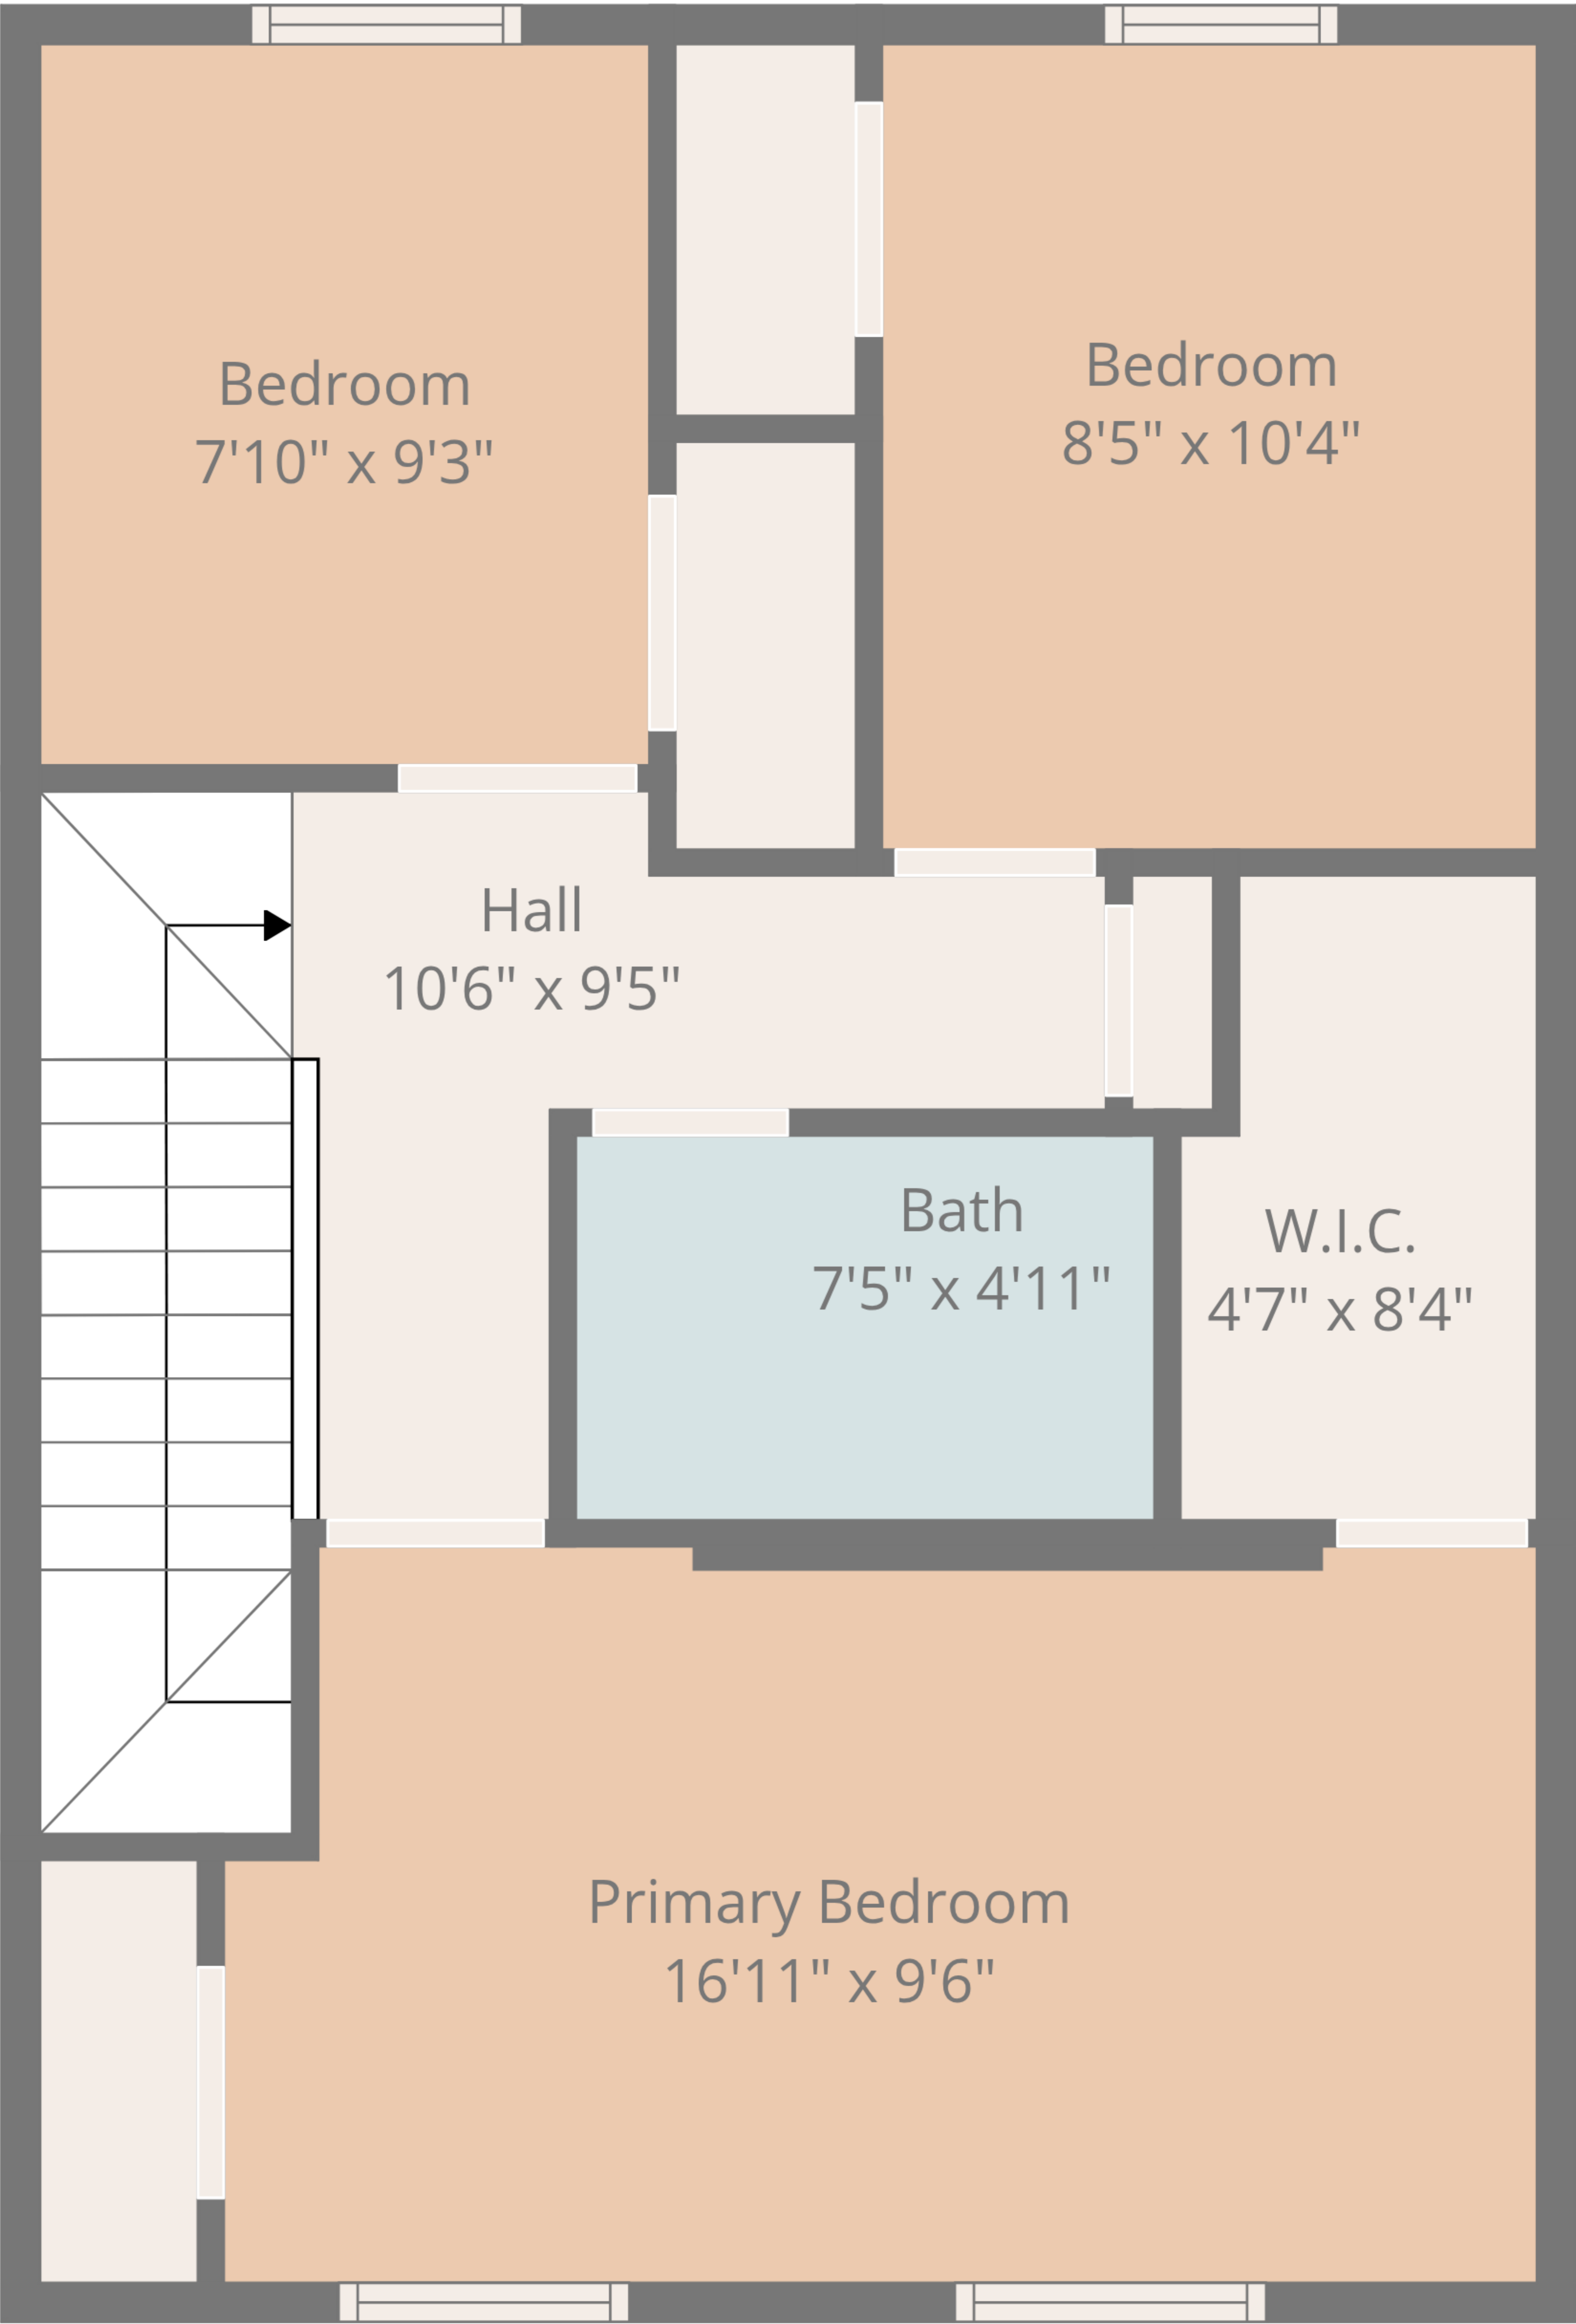 Bedroom
7'10" x 9'3"
Bedroom
8'5" x 10'4"
Hall
10'6" x 9'5"
Bath
7'5" x 4'11"
W.I.C.
4'7" x 8'4"
Primary Bedroom
16'11" x 9'6"